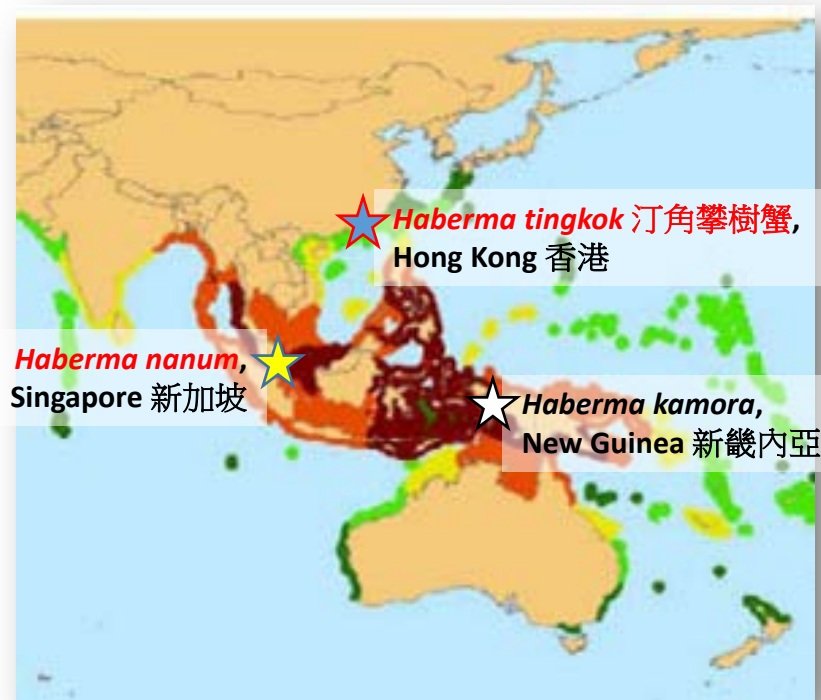 Haberma tingkok 汀角攀樹蟹,
Hong Kong 香港
Haberma nanum,
Singapore 新加坡
Haberma kamora,
New Guinea 新畿內亞